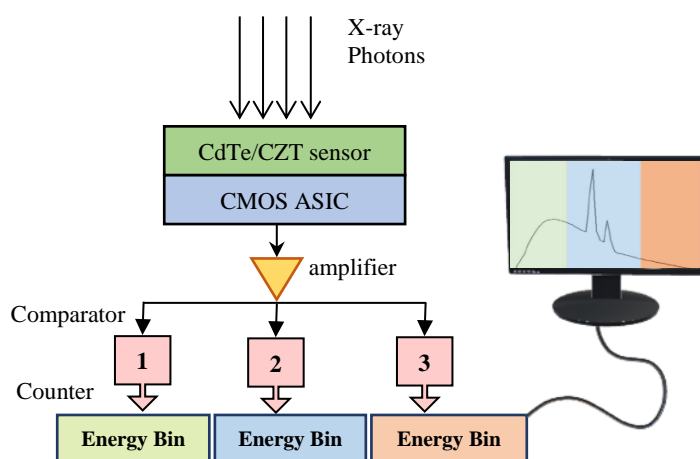 X-ray
Photons
CdTe/CZT sensor
CMOS ASIC
amplifier
Comparator
1
2
3
Counter
Energy Bin
Energy Bin
Energy Bin